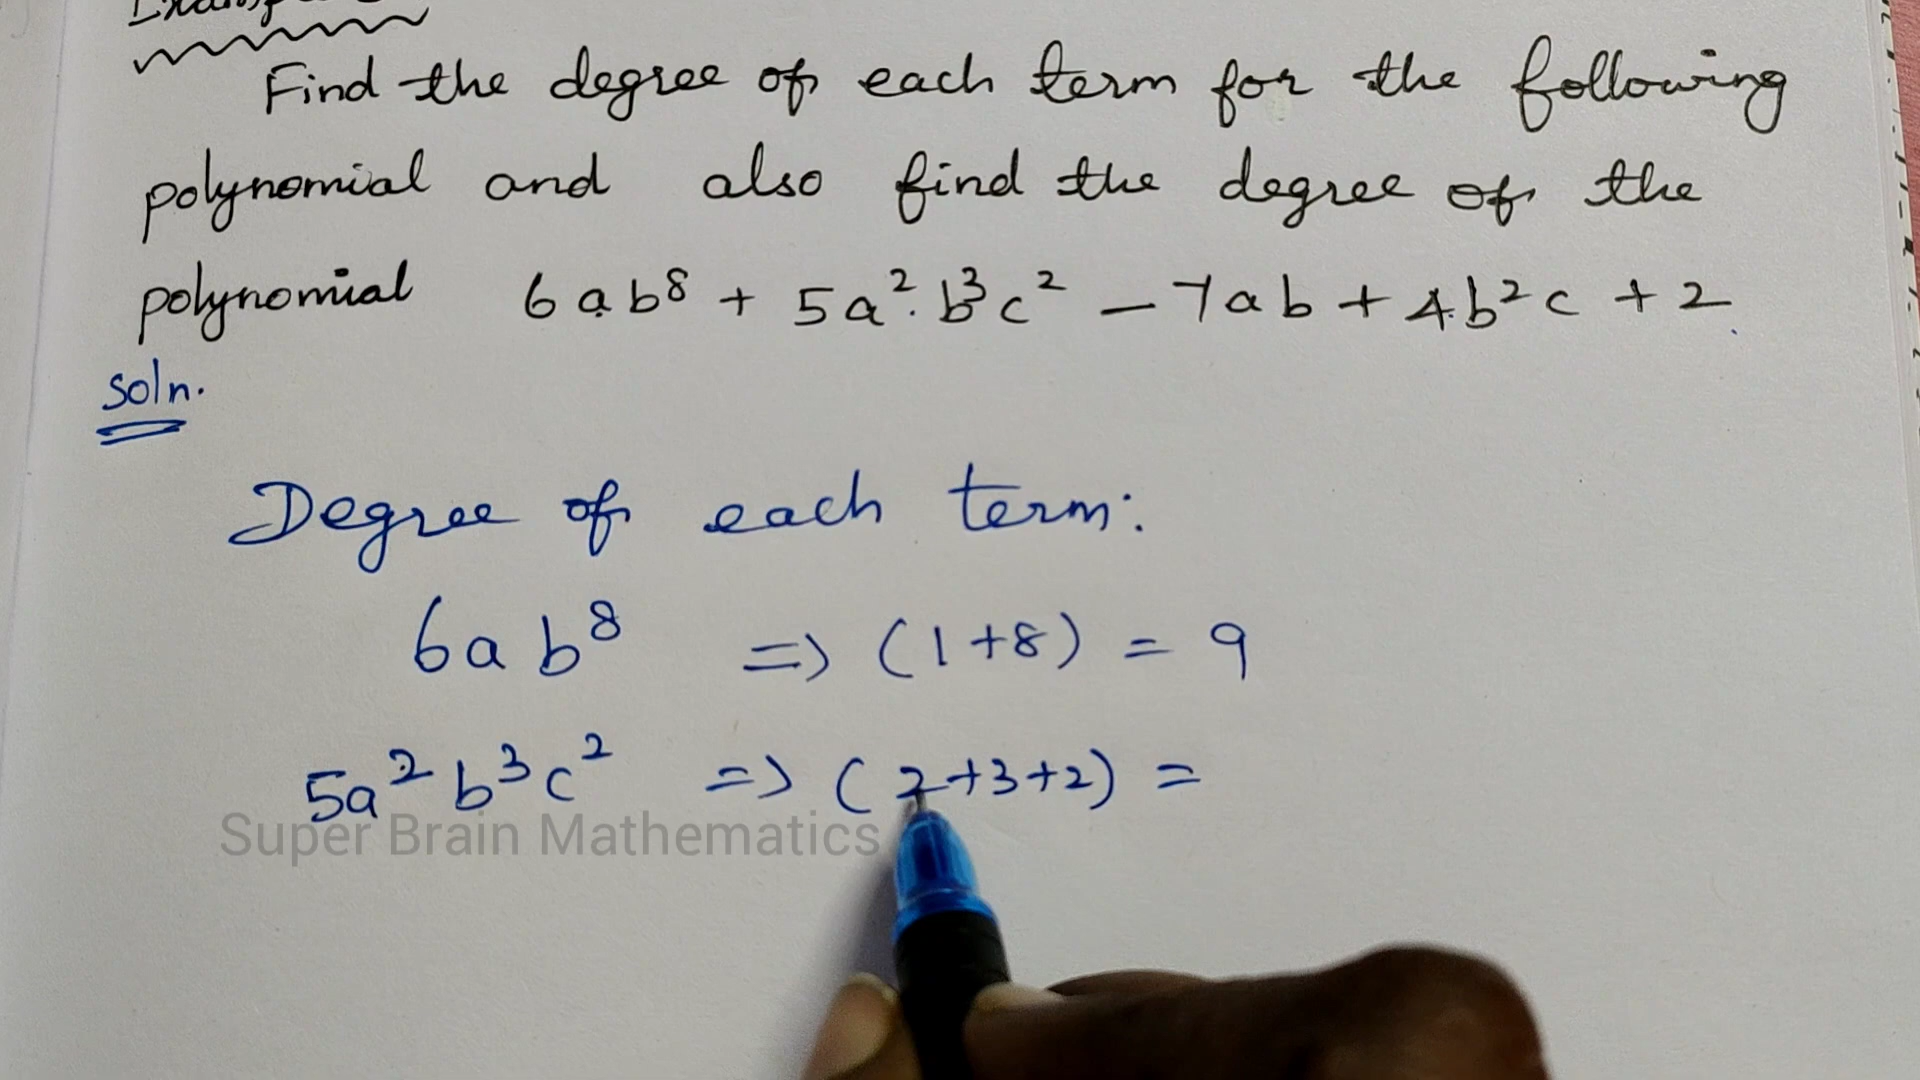 Find the degree of each term for the following
polynomial and also find the degree of the
polynomial 6ab⁸ + 5a².b³c² - 7ab + 4b²c + 2.
soln.
Degree of each term:
6ab⁸ => (1+8) = 9
5a²b³c² => (2+3+2) =
Super Brain Mathematics